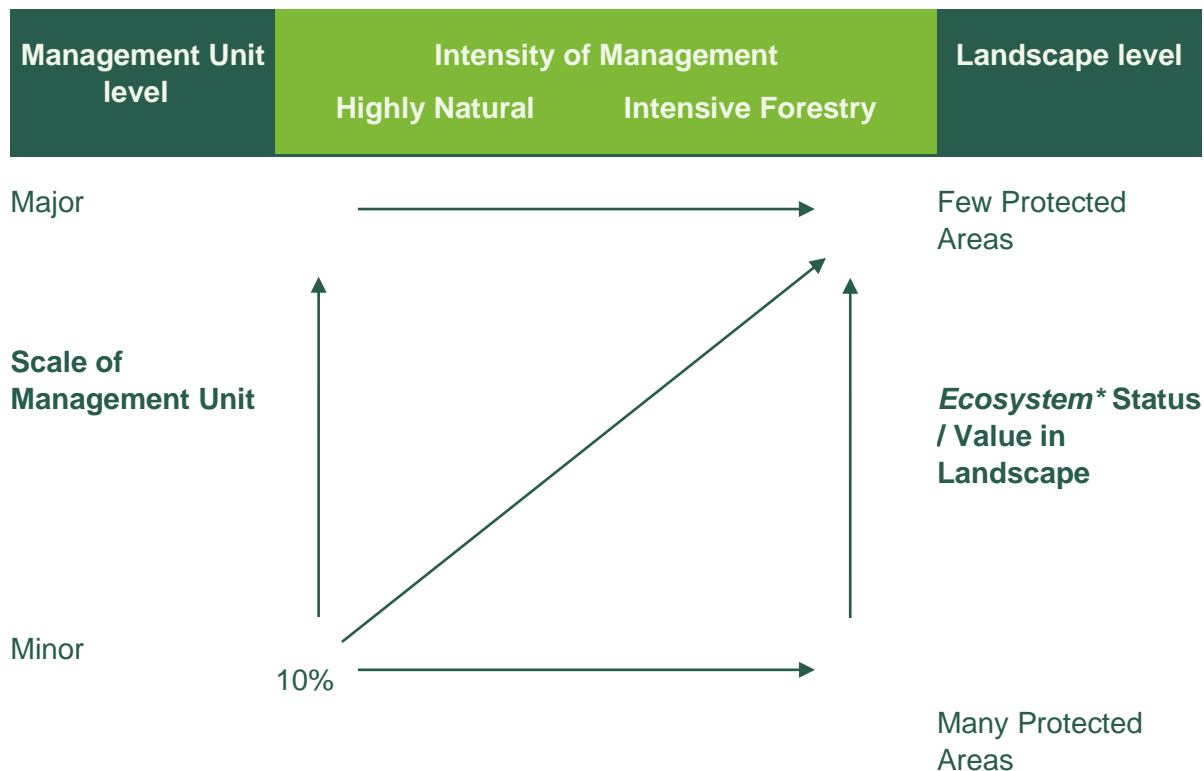 Management Unit
level
Intensity of Management
Highly Natural Intensive Forestry
Landscape level
Major
Few Protected
Areas
Scale of
Management Unit
Ecosystem* Status
/ Value in
Landscape
Minor
10%
Many Protected
Areas